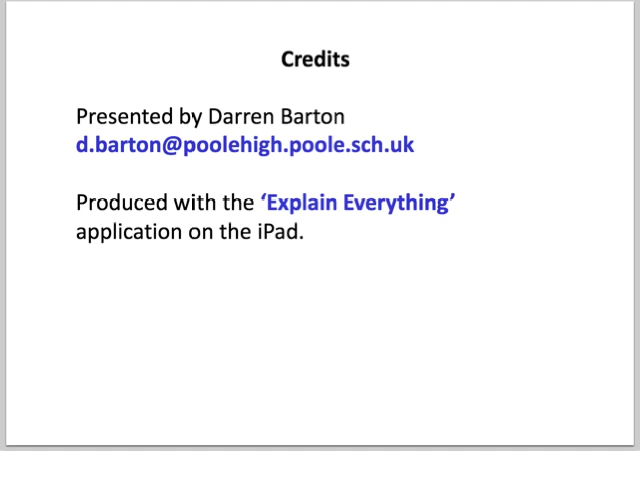 Credits
Presented by Darren Barton
d.barton@poolehigh.poole.sch.uk
Produced with the ‘Explain Everything’
application on the iPad.